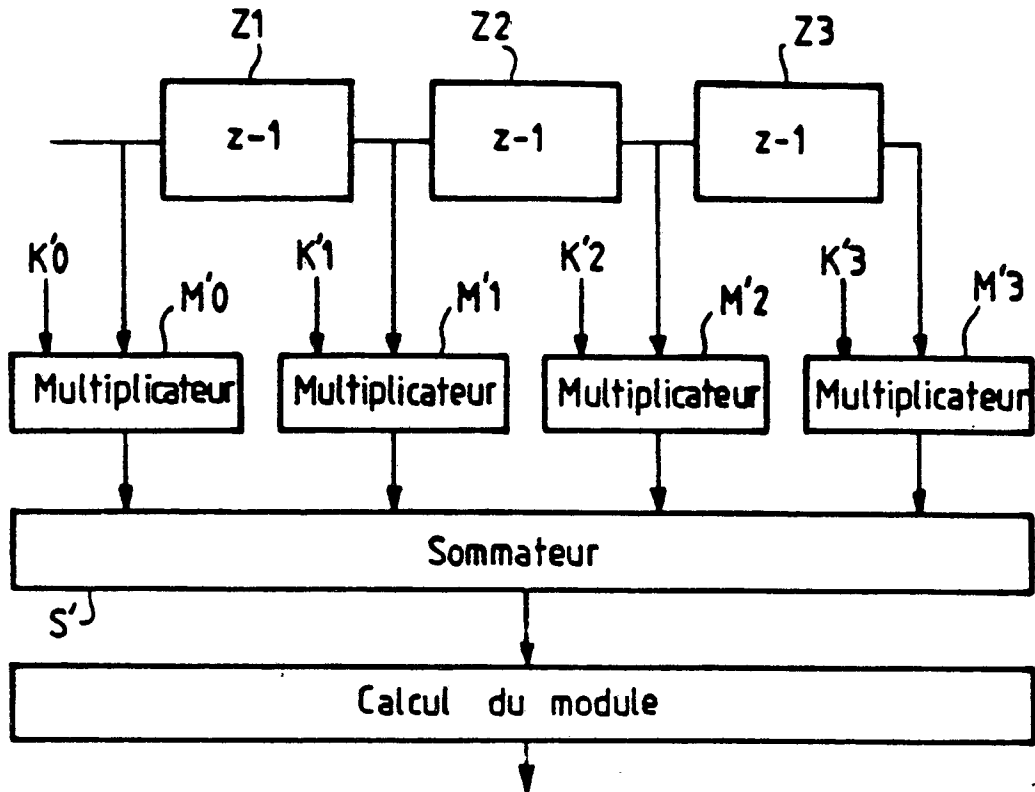 Z1 Z2 Z3
z-1 z-1 z-1
K'0 K'1 K'2 K'3
M'0 M'1 M'2 M'3
Multiplicateur Multiplicateur Multiplicateur Multiplicateur
Sommateur
S'
Calcul du module